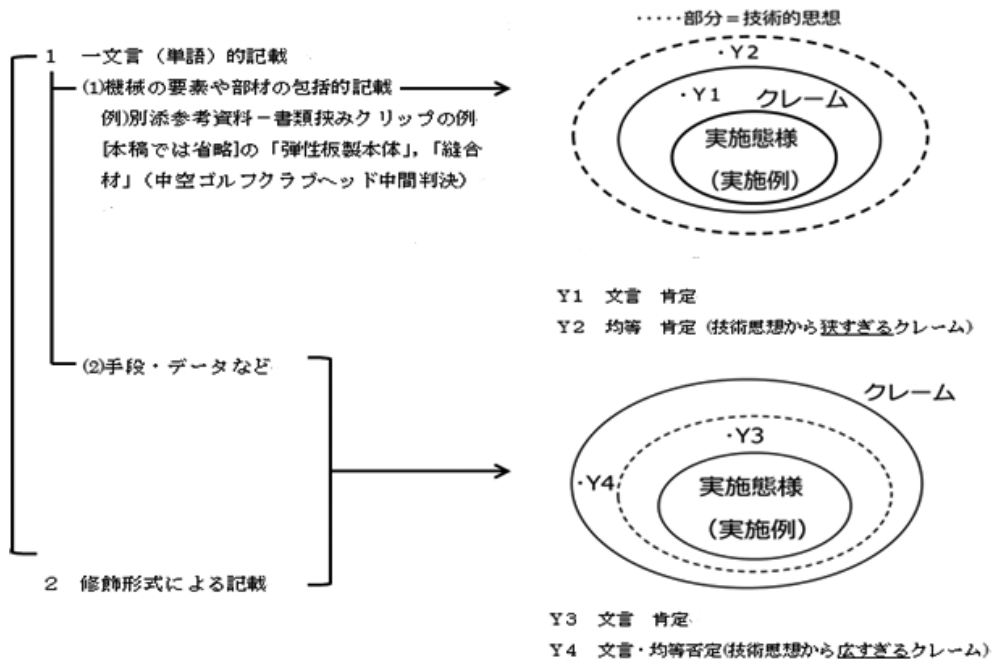 1 一文言（単語）的記載
(1)機械の要素や部材の包括的記載
例)別添参考資料－書類挟みクリップの例
[本稿では省略]の「弾性板製本体」，「縫合
材」（中空ゴルフクラブヘッド中間判決）
(2)手段・データなど
2 修飾形式による記載
・・・・・部分＝技術的思想
・Y2
・Y1
クレーム
実施態様
（実施例）
Y1 文言 肯定
Y2 均等 肯定 (技術思想から狭すぎるクレーム)
クレーム
・Y3
・Y4
実施態様
（実施例）
Y3 文言 肯定
Y4 文言・均等否定(技術思想から広すぎるクレーム)